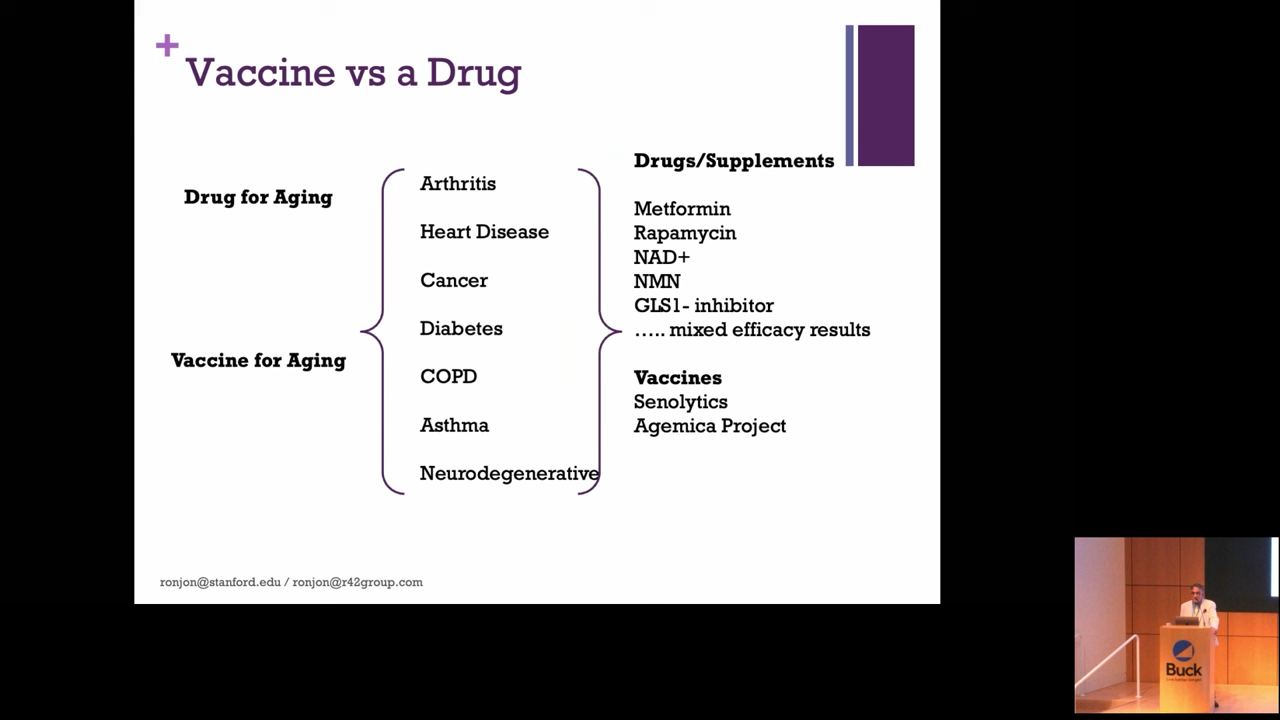 +
Vaccine vs a Drug
Drug for Aging
Vaccine for Aging
Arthritis
Heart Disease
Cancer
Diabetes
COPD
Asthma
Neurodegenerative
Drugs/Supplements
Metformin
Rapamycin
NAD+
NMN
GLS1- inhibitor
….. mixed efficacy results
Vaccines
Senolytics
Agemica Project
ronjon@stanford.edu / ronjon@r42group.com
Buck